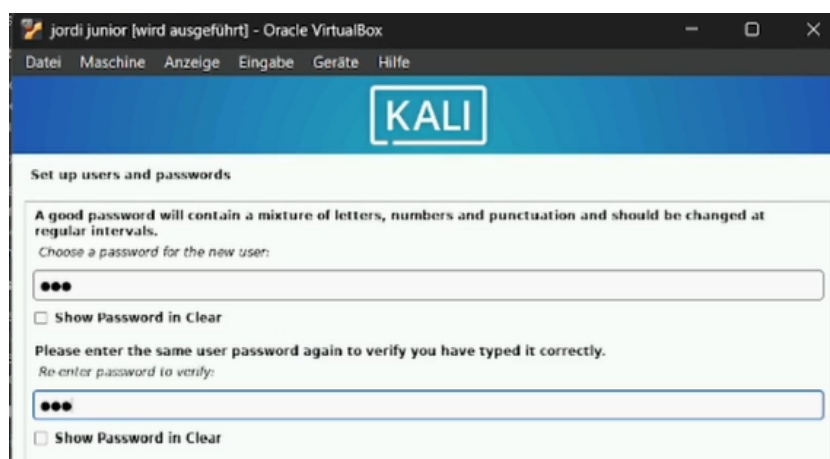 jordi junior [wird ausgeführt] - Oracle VirtualBox
Datei Maschine Anzeige Eingabe Geräte Hilfe
KALI
Set up users and passwords
A good password will contain a mixture of letters, numbers and punctuation and should be changed at
regular intervals.
Choose a password for the new user:
●●●
Show Password in Clear
Please enter the same user password again to verify you have typed it correctly.
Re-enter password to verify:
●●●
Show Password in Clear